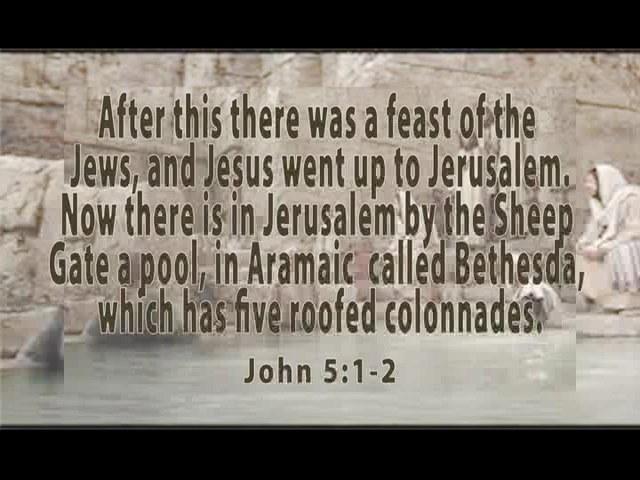 After this there was a feast of the
Jews, and Jesus went up to Jerusalem.
Now there is in Jerusalem by the Sheep
Gate a pool, in Aramaic called Bethesda,
which has five roofed colonnades.
John 5:1-2